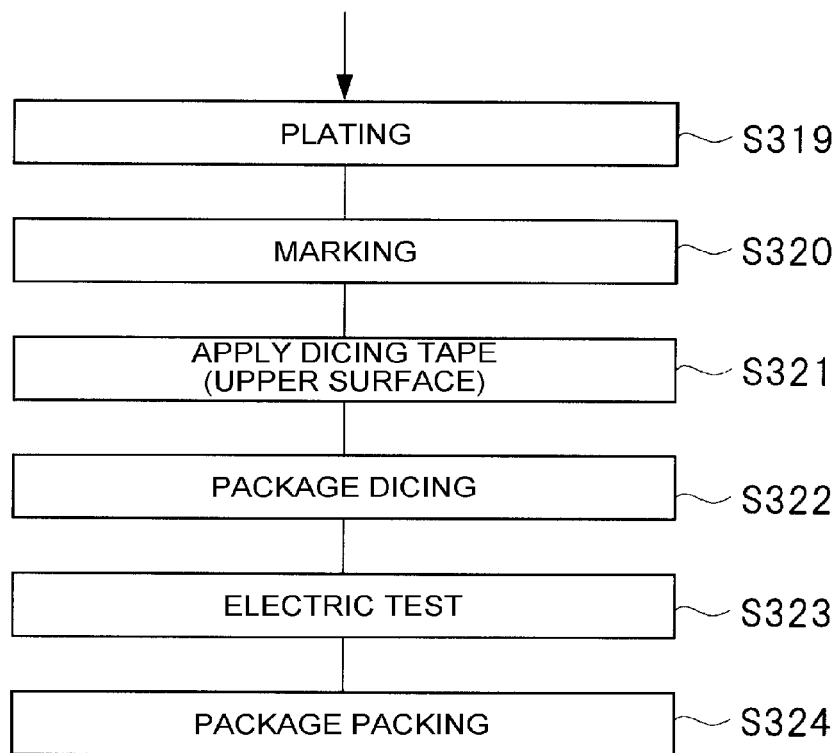 PLATING
S319
MARKING
S320
APPLY DICING TAPE
(UPPER SURFACE)
S321
PACKAGE DICING
S322
ELECTRIC TEST
S323
PACKAGE PACKING
S324